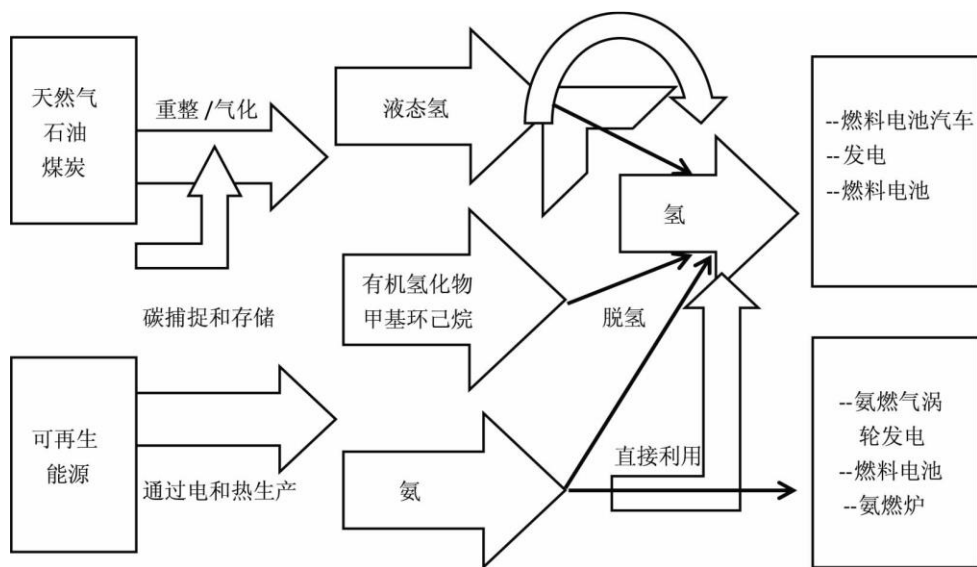 天然气
石油
煤炭
重整/气化
碳捕捉和存储
可再生
能源
通过电和热生产
液态氢
有机氢化物
甲基环己烷
氨
氢
脱氢
直接利用
--燃料电池汽车
--发电
--燃料电池
--氨燃气涡
轮发电
--燃料电池
--氨燃炉